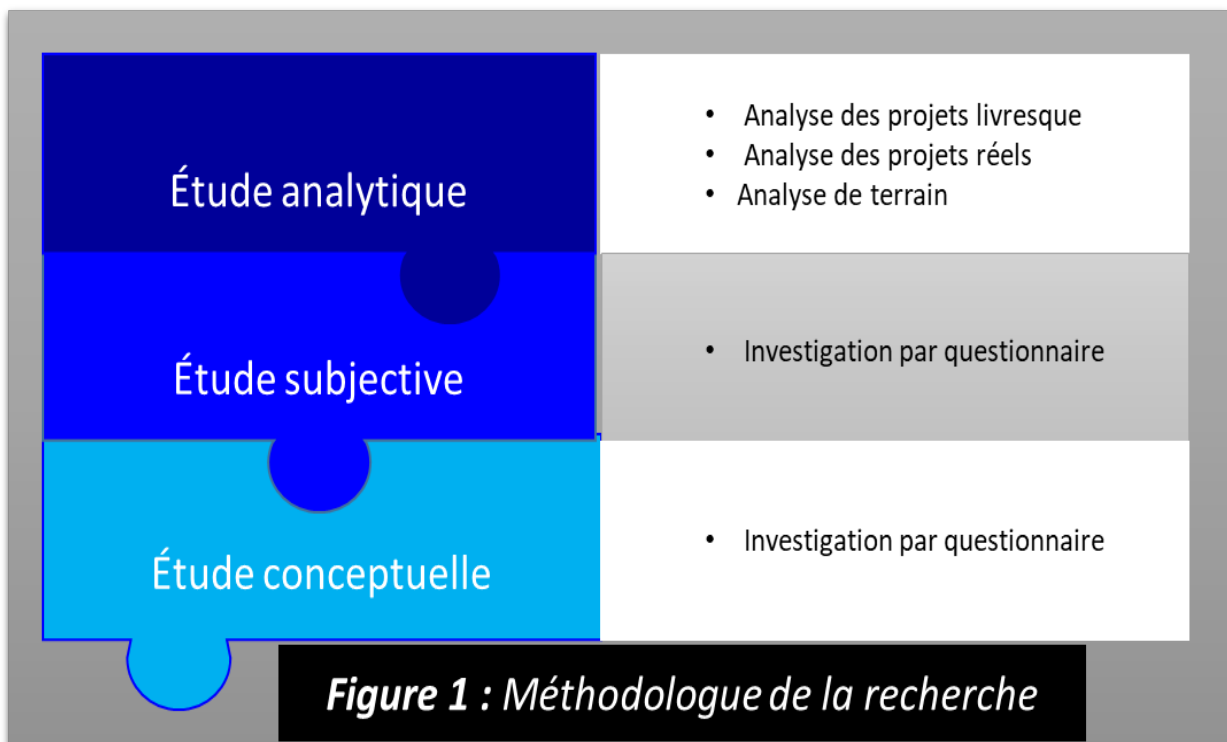 Étude analytique
• Analyse des projets livresque
• Analyse des projets réels
• Analyse de terrain
Étude subjective
• Investigation par questionnaire
Étude conceptuelle
• Investigation par questionnaire
Figure 1 : Méthodologue de la recherche